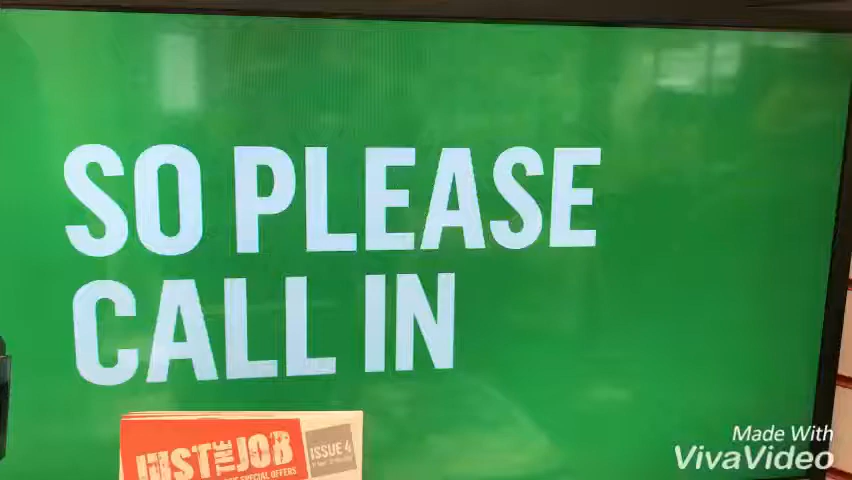 SO PLEASE
CALL IN
JUST THE JOB
ISSUE 4
SPECIAL OFFERS
Made With
VivaVideo